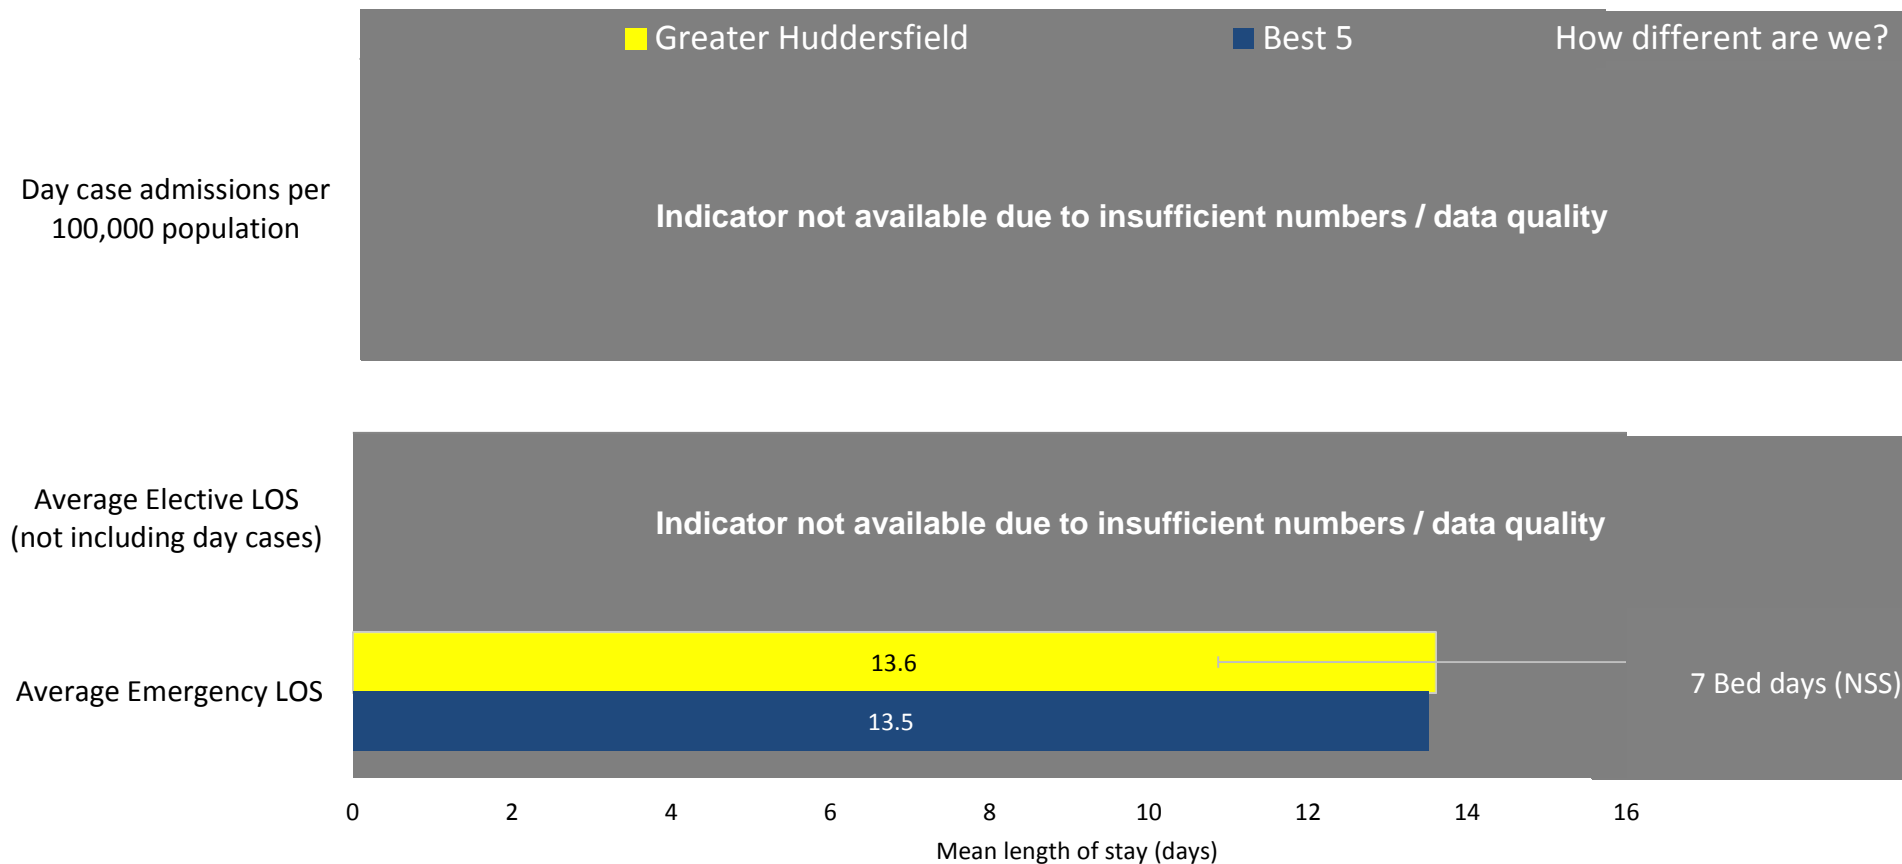 Greater Huddersfield
Best 5
How different are we?
Day case admissions per
100,000 population
Indicator not available due to insufficient numbers / data quality
Average Elective LOS
(not including day cases)
Indicator not available due to insufficient numbers / data quality
Average Emergency LOS
13.6
13.5
7 Bed days (NSS)
0 2 4 6 8 10 12 14 16
Mean length of stay (days)